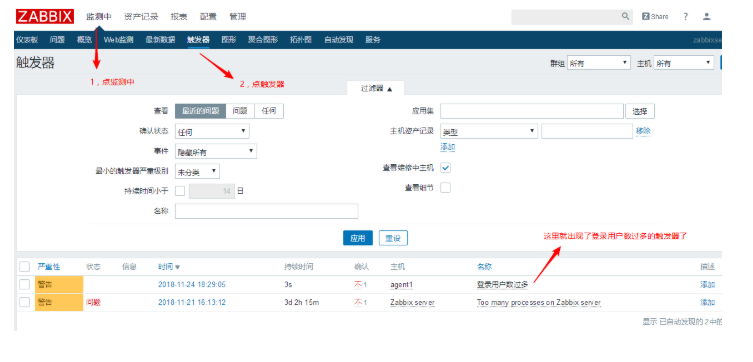 ZABBIX 监测中 资产记录 报表 配置 管理 Share ?
仪表板 问题 概览 Web监测 最新数据 触发器 图形 聚合图形 拓扑图 自动发现 服务
触发器 群组 所有 主机 所有
1，点监测中 2，点触发器 过滤器 ▲
查看 最近的问题 问题 任何 应用集 选择
确认状态 任何 主机资产记录 类型 移除
添加
事件 隐藏所有
最小的触发器严重级别 未分类 查看维修中主机
持续时间小于 14 日 查看细节
名称
应用 重设
这里就出现了登录用户数过多的触发器了
严重性 状态 信息 时间 ▼ 持续时间 确认 主机 名称 描述
警告 2018-11-24 18:29:05 3s 不 1 agent1 登录用户数过多 添加
警告 问题 2018-11-21 16:13:12 3d 2h 15m 不 1 Zabbix server Too many processes on Zabbix server 添加
显示 已自动发现的 2中的